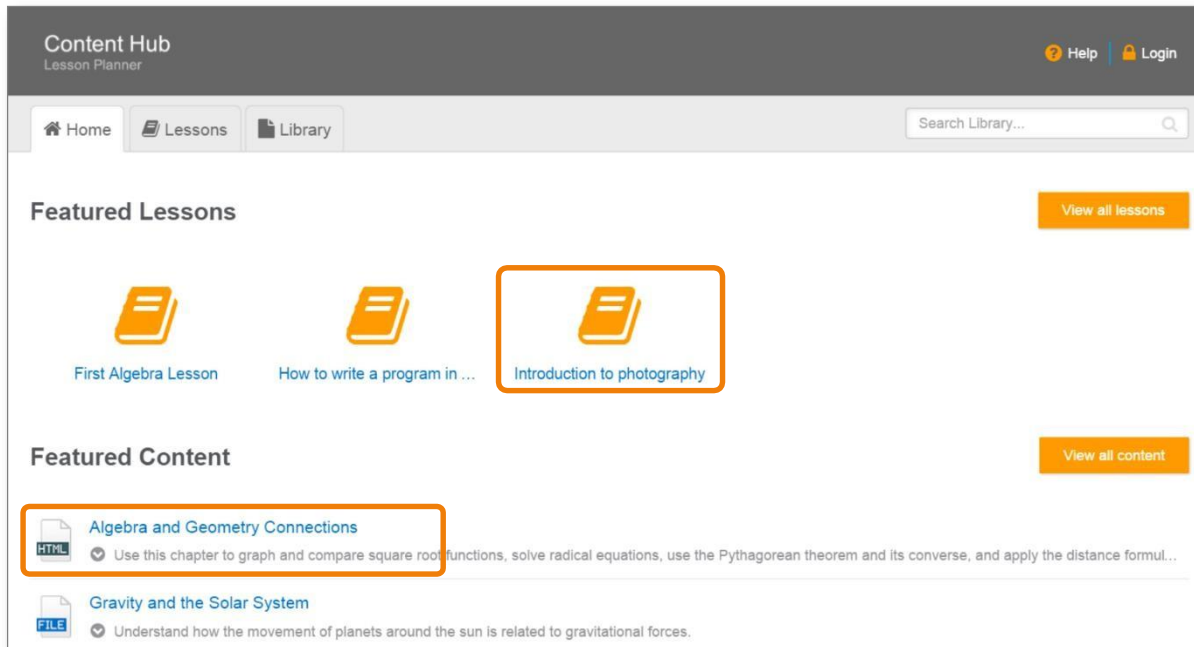 Content Hub
Lesson Planner
Help
Login
Home
Lessons
Library
Search Library...
Featured Lessons
View all lessons
First Algebra Lesson
How to write a program in ...
Introduction to photography
Featured Content
View all content
Algebra and Geometry Connections
HTML
Use this chapter to graph and compare square root functions, solve radical equations, use the Pythagorean theorem and its converse, and apply the distance formul...
Gravity and the Solar System
FILE
Understand how the movement of planets around the sun is related to gravitational forces.